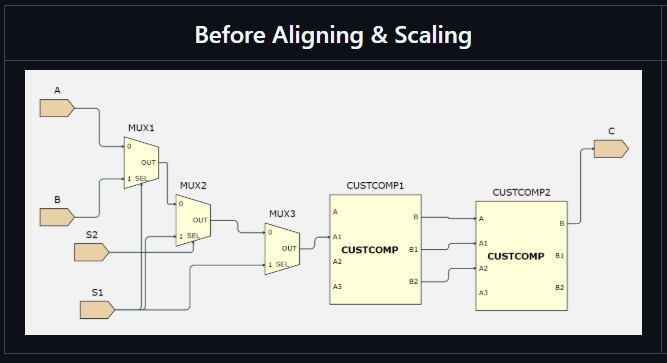 Before Aligning & Scaling
A
MUX1
0
OUT
1 SEL
B
MUX2
0
OUT
1 SEL
S2
S1
MUX3
0
OUT
1 SEL
CUSTCOMP1
A
B
A1
B1
CUSTCOMP
A2
B2
A3
CUSTCOMP2
A
B
A1
B1
CUSTCOMP
A2
B2
A3
C